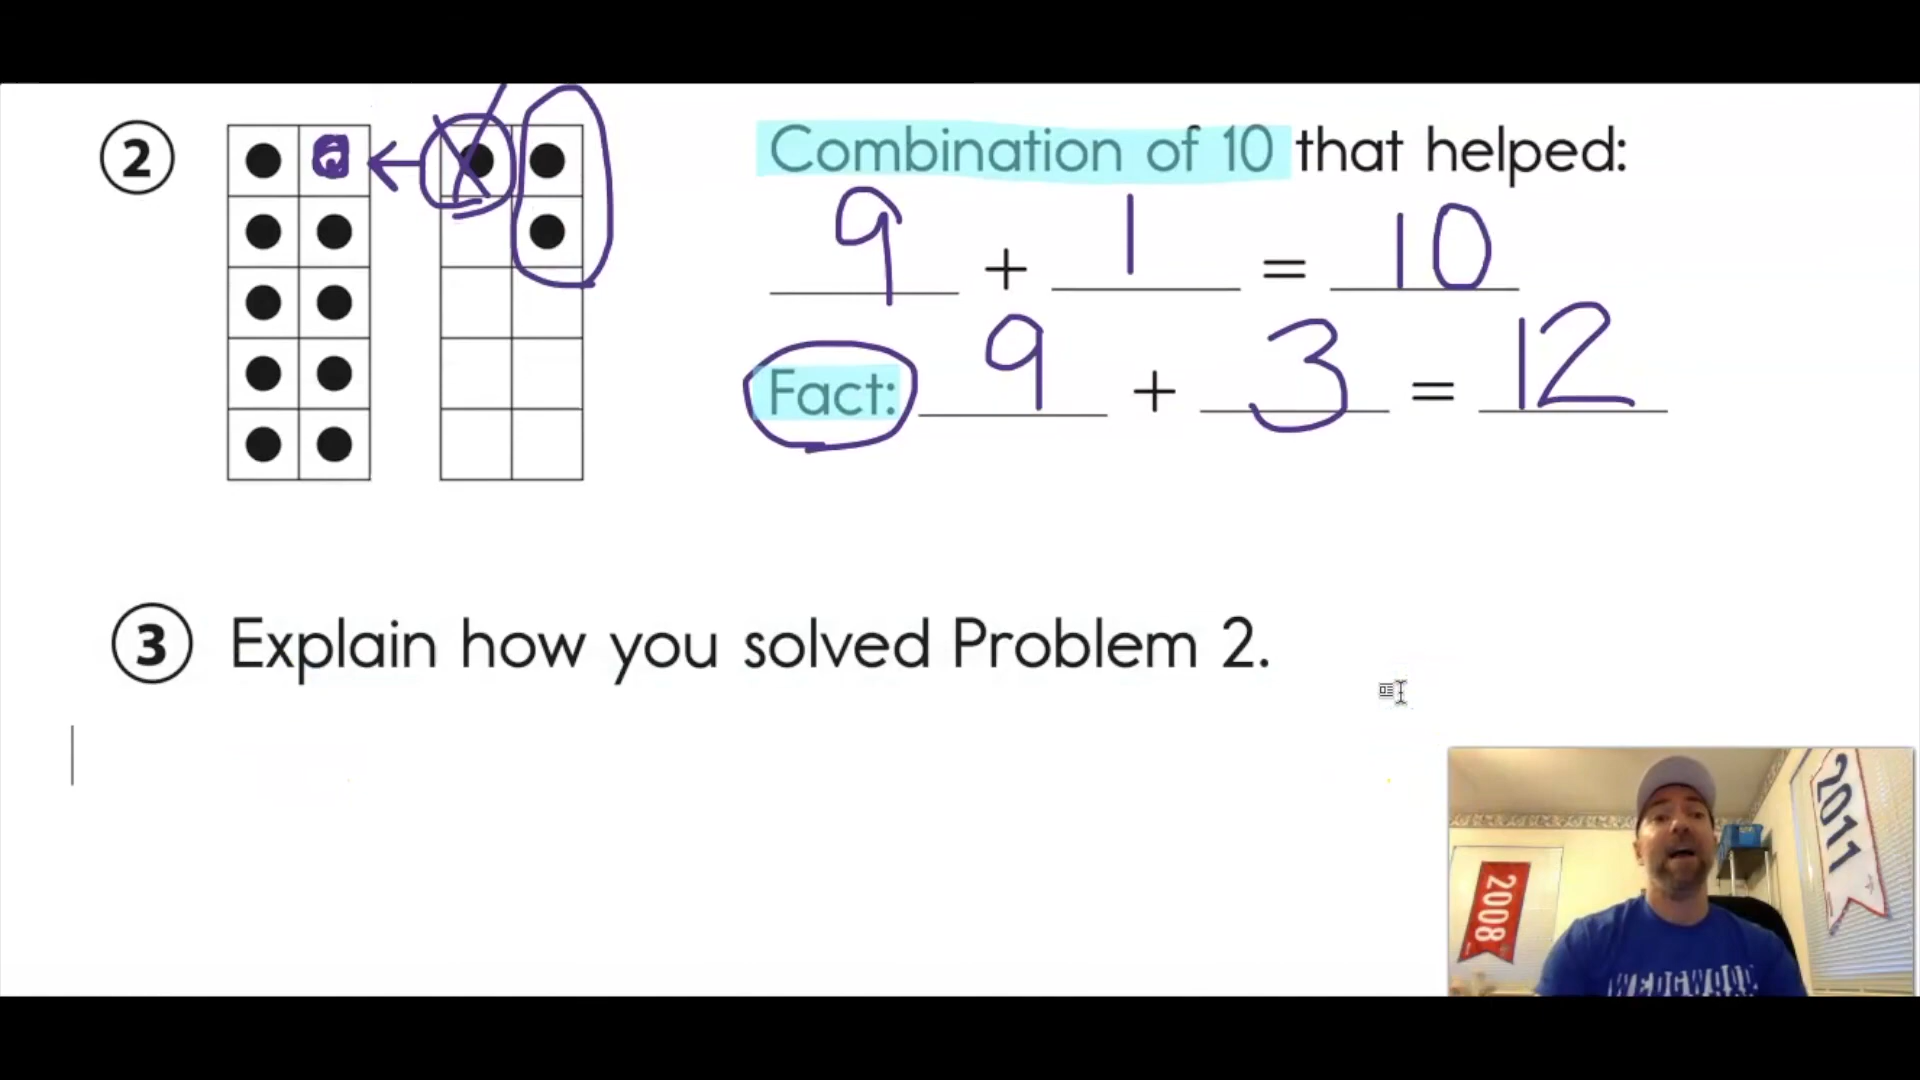 2 Combination of 10 that helped:
9 + 1 = 10
Fact: 9 + 3 = 12
3 Explain how you solved Problem 2.
2011
2008
WEDGWOOD